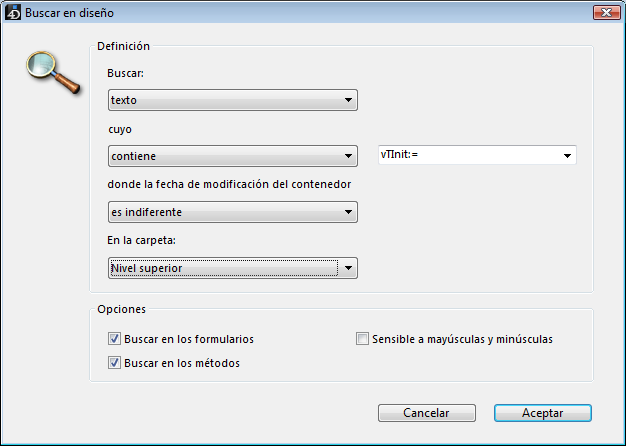 Buscar en diseño
Definición
Buscar:
texto
cuyo
contiene
vTInit:=
donde la fecha de modificación del contenedor
es indiferente
En la carpeta:
Nivel superior
Opciones
Buscar en los formularios
Sensible a mayúsculas y minúsculas
Buscar en los métodos
Cancelar
Aceptar